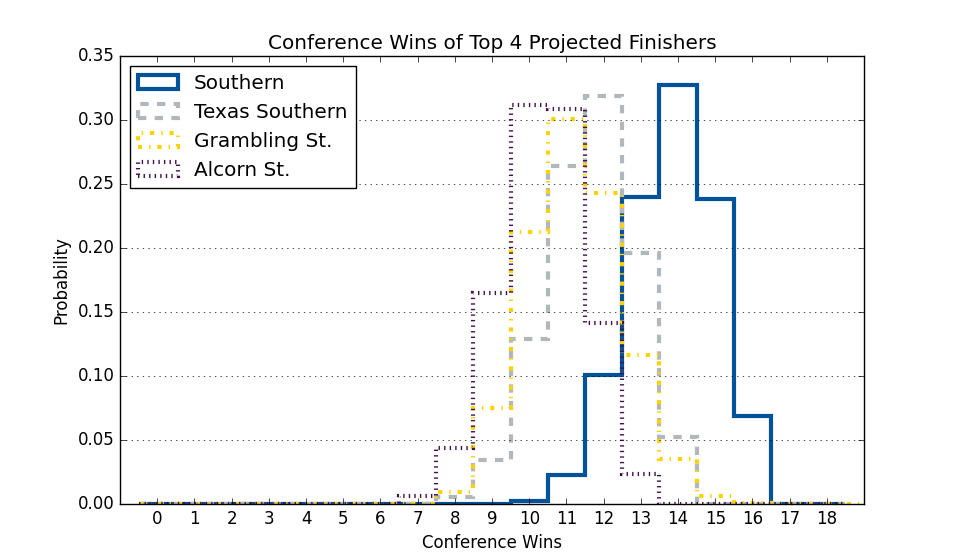 Conference Wins of Top 4 Projected Finishers
0.35
0.30
0.25
0.20
0.15
0.10
0.05
0.00
Probability
Southern
Texas Southern
Grambling St.
Alcorn St.
0 1 2 3 4 5 6 7 8 9 10 11 12 13 14 15 16 17 18
Conference Wins